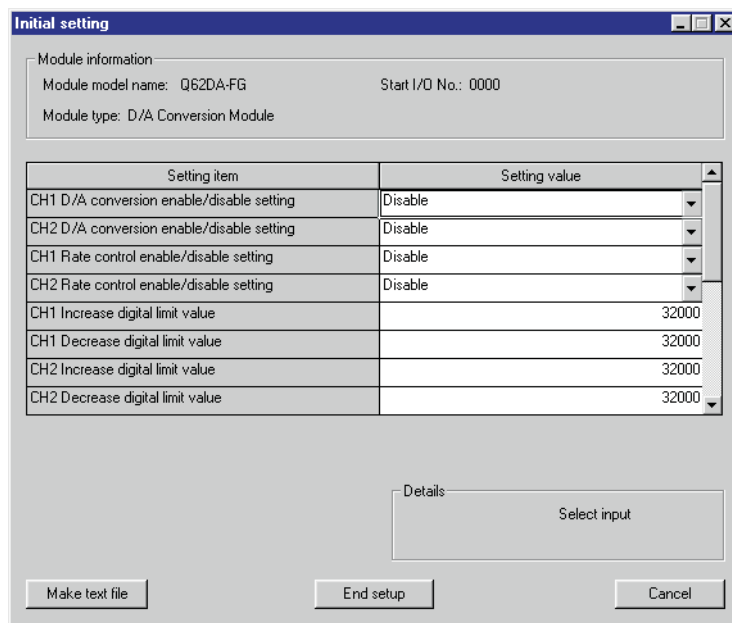 Initial setting
Module information
Module model name: Q62DA-FG Start I/O No.: 0000
Module type: D/A Conversion Module
Setting item Setting value
CH1 D/A conversion enable/disable setting Disable
CH2 D/A conversion enable/disable setting Disable
CH1 Rate control enable/disable setting Disable
CH2 Rate control enable/disable setting Disable
CH1 Increase digital limit value 32000
CH1 Decrease digital limit value 32000
CH2 Increase digital limit value 32000
CH2 Decrease digital limit value 32000
Details
Select input
Make text file End setup Cancel